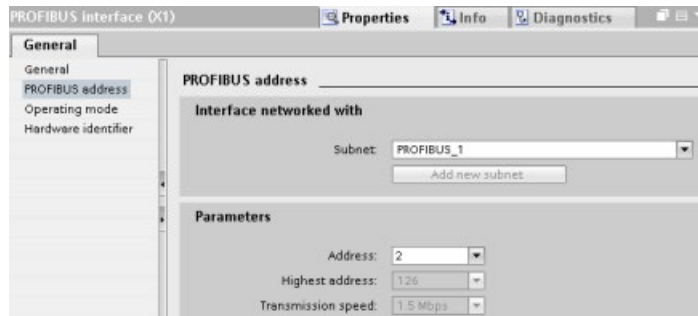 PROFIBUS interface (X1)
Properties
Info
Diagnostics
General
General
PROFIBUS address
Operating mode
Hardware identifier
PROFIBUS address
Interface networked with
Subnet: PROFIBUS_1
Add new subnet
Parameters
Address: 2
Highest address: 126
Transmission speed: 1.5 Mbps